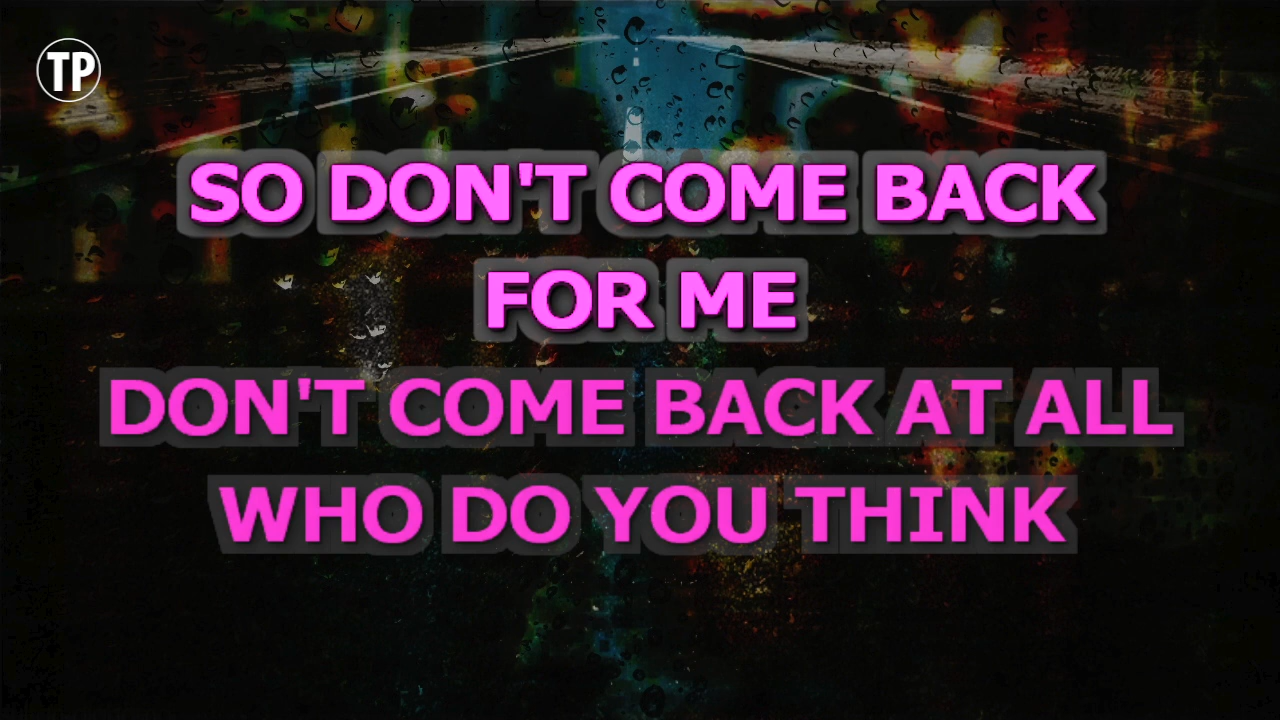 TP
SO DON'T COME BACK
FOR ME
DON'T COME BACK AT ALL
WHO DO YOU THINK